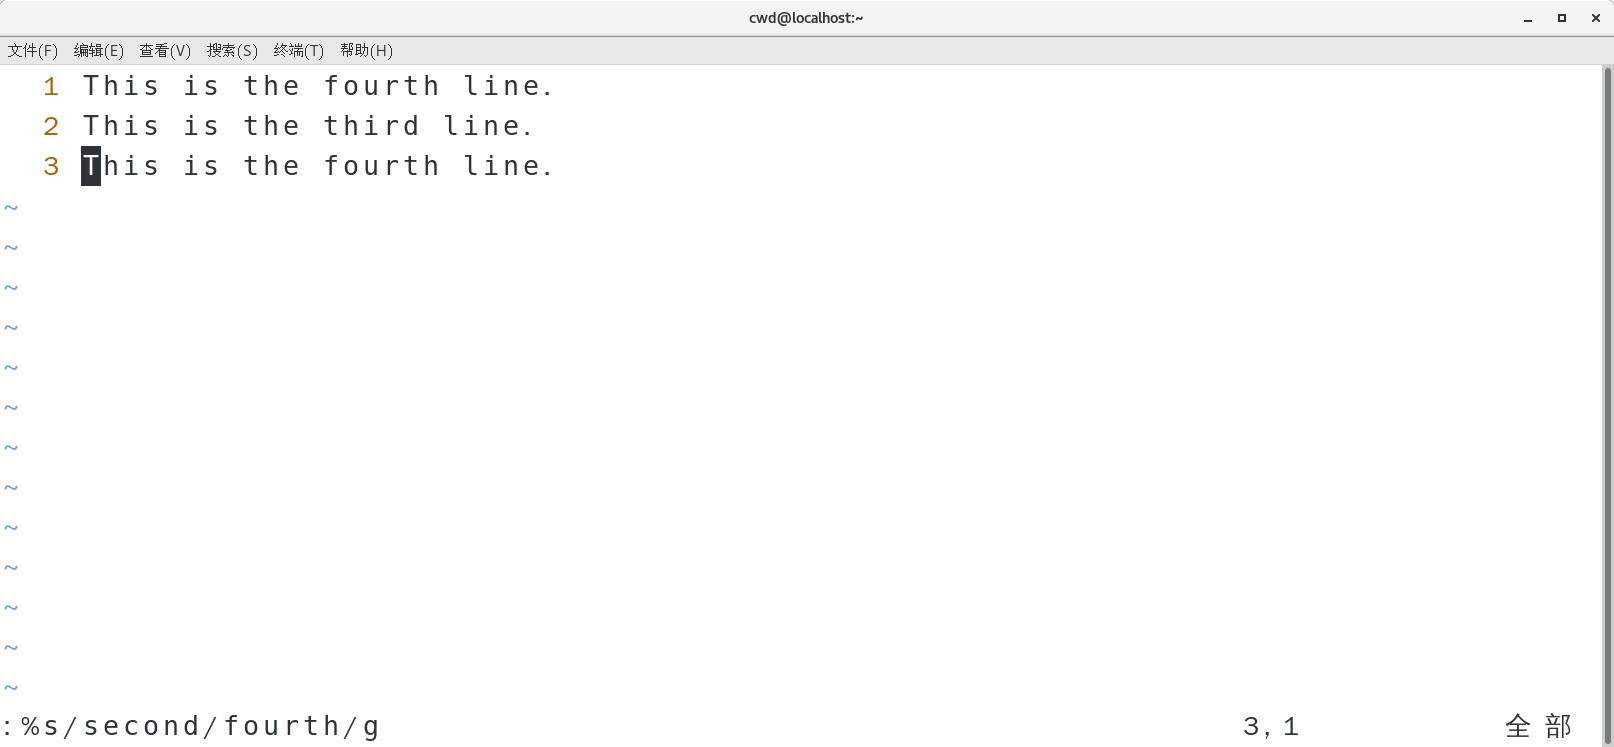 cwd@localhost:~
文件(F) 编辑(E) 查看(V) 搜索(S) 终端(T) 帮助(H)
1 This is the fourth line.
2 This is the third line.
3 This is the fourth line.
~
~
~
~
~
~
~
~
~
~
~
~
~
:%s/second/fourth/g 3,1 全部